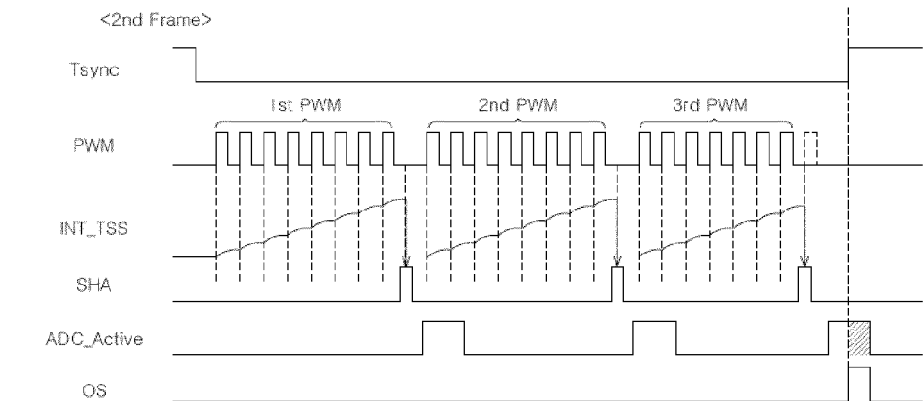 <2nd Frame>
Tsync
1st PWM 2nd PWM 3rd PWM
PWM
INT_TSS
SHA
ADC_Active
OS